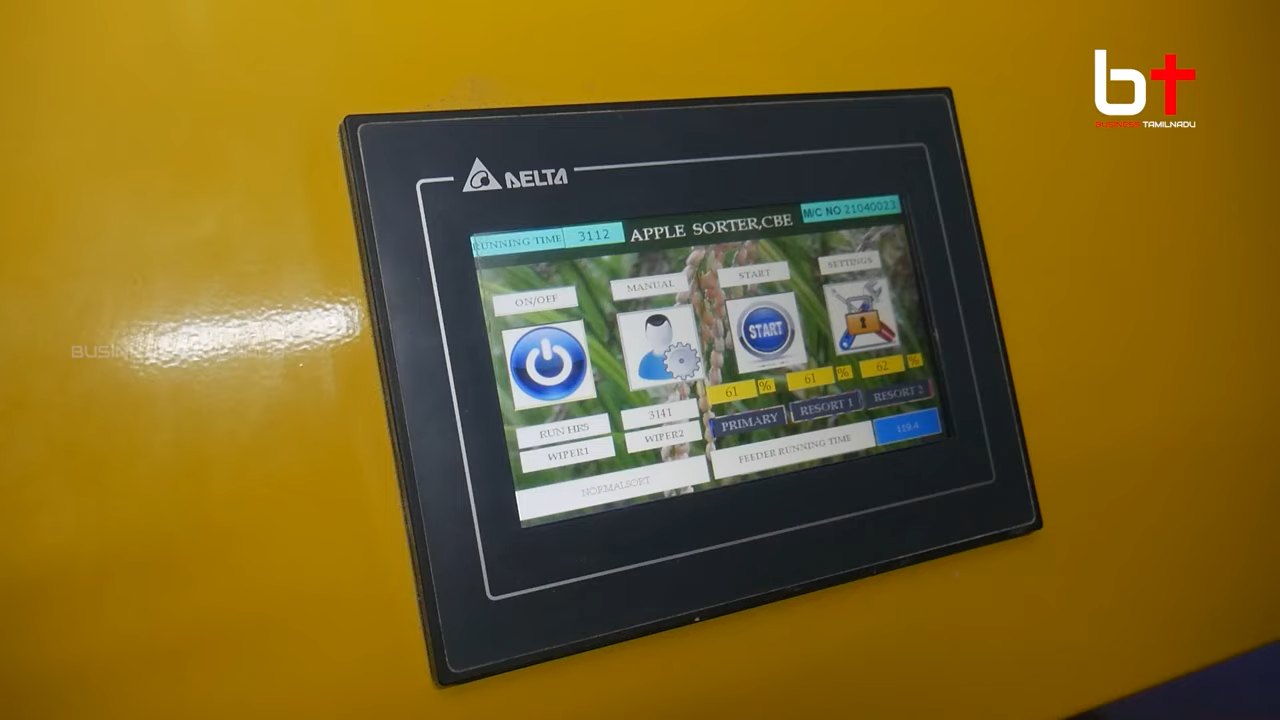 bt
BUSINESS TAMILNADU
DELTA
RUNNING TIME 3112
APPLE SORTER,CBE
M/C NO 21040023
ON/OFF
MANUAL
START
SETTINGS
START
61 % 61 % 62 %
PRIMARY RESORT 1 RESORT 2
RUN HRS 3141
WIPER1 WIPER2
FEEDER RUNNING TIME 119.4
NORMALSORT